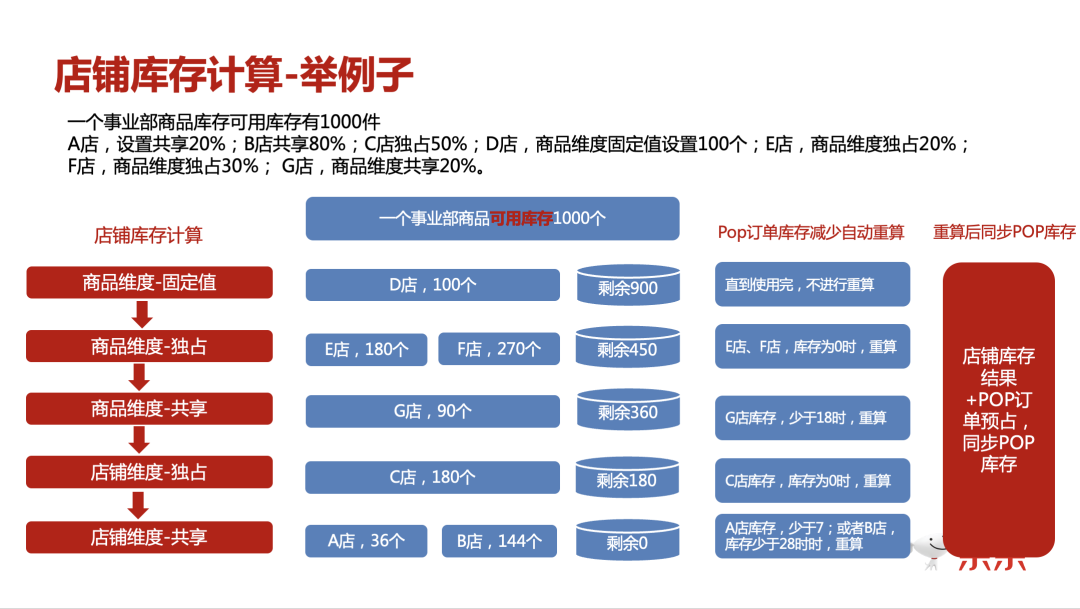 店铺库存计算-举例子
一个事业部商品库存可用库存有1000件
A店，设置共享20%；B店共享80%；C店独占50%；D店，商品维度固定值设置100个；E店，商品维度独占20%；
F店，商品维度独占30%； G店，商品维度共享20%。
店铺库存计算
一个事业部商品可用库存1000个
Pop订单库存减少自动重算
重算后同步POP库存
商品维度-固定值
D店，100个
剩余900
直到使用完，不进行重算
商品维度-独占
E店，180个
F店，270个
剩余450
E店、F店，库存为0时，重算
商品维度-共享
G店，90个
剩余360
G店库存，少于18时，重算
店铺维度-独占
C店，180个
剩余180
C店库存，库存为0时，重算
店铺维度-共享
A店，36个
B店，144个
剩余0
A店库存，少于7；或者B店，
库存少于28时时，重算
店铺库存
结果
+POP订
单预占，
同步POP
库存